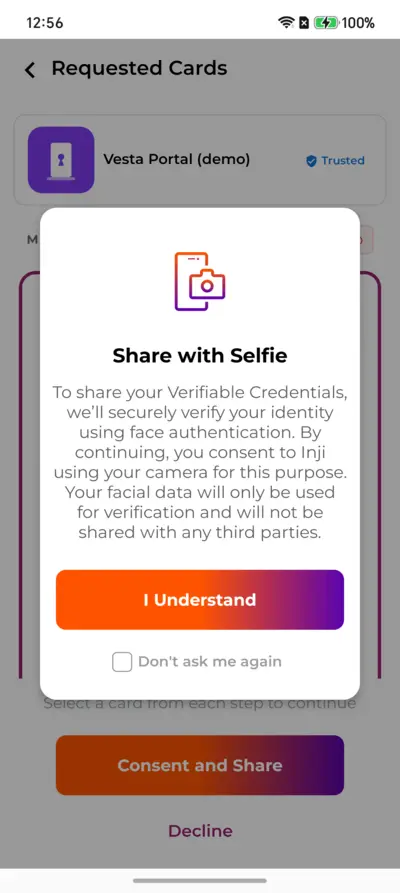 12:56
100%
Requested Cards
Vesta Portal (demo)
Trusted
Share with Selfie
To share your Verifiable Credentials,
we'll securely verify your identity
using face authentication. By
continuing, you consent to Inji
using your camera for this purpose.
Your facial data will only be used
for verification and will not be
shared with any third parties.
I Understand
Don't ask me again
Select a card from each step to continue
Consent and Share
Decline